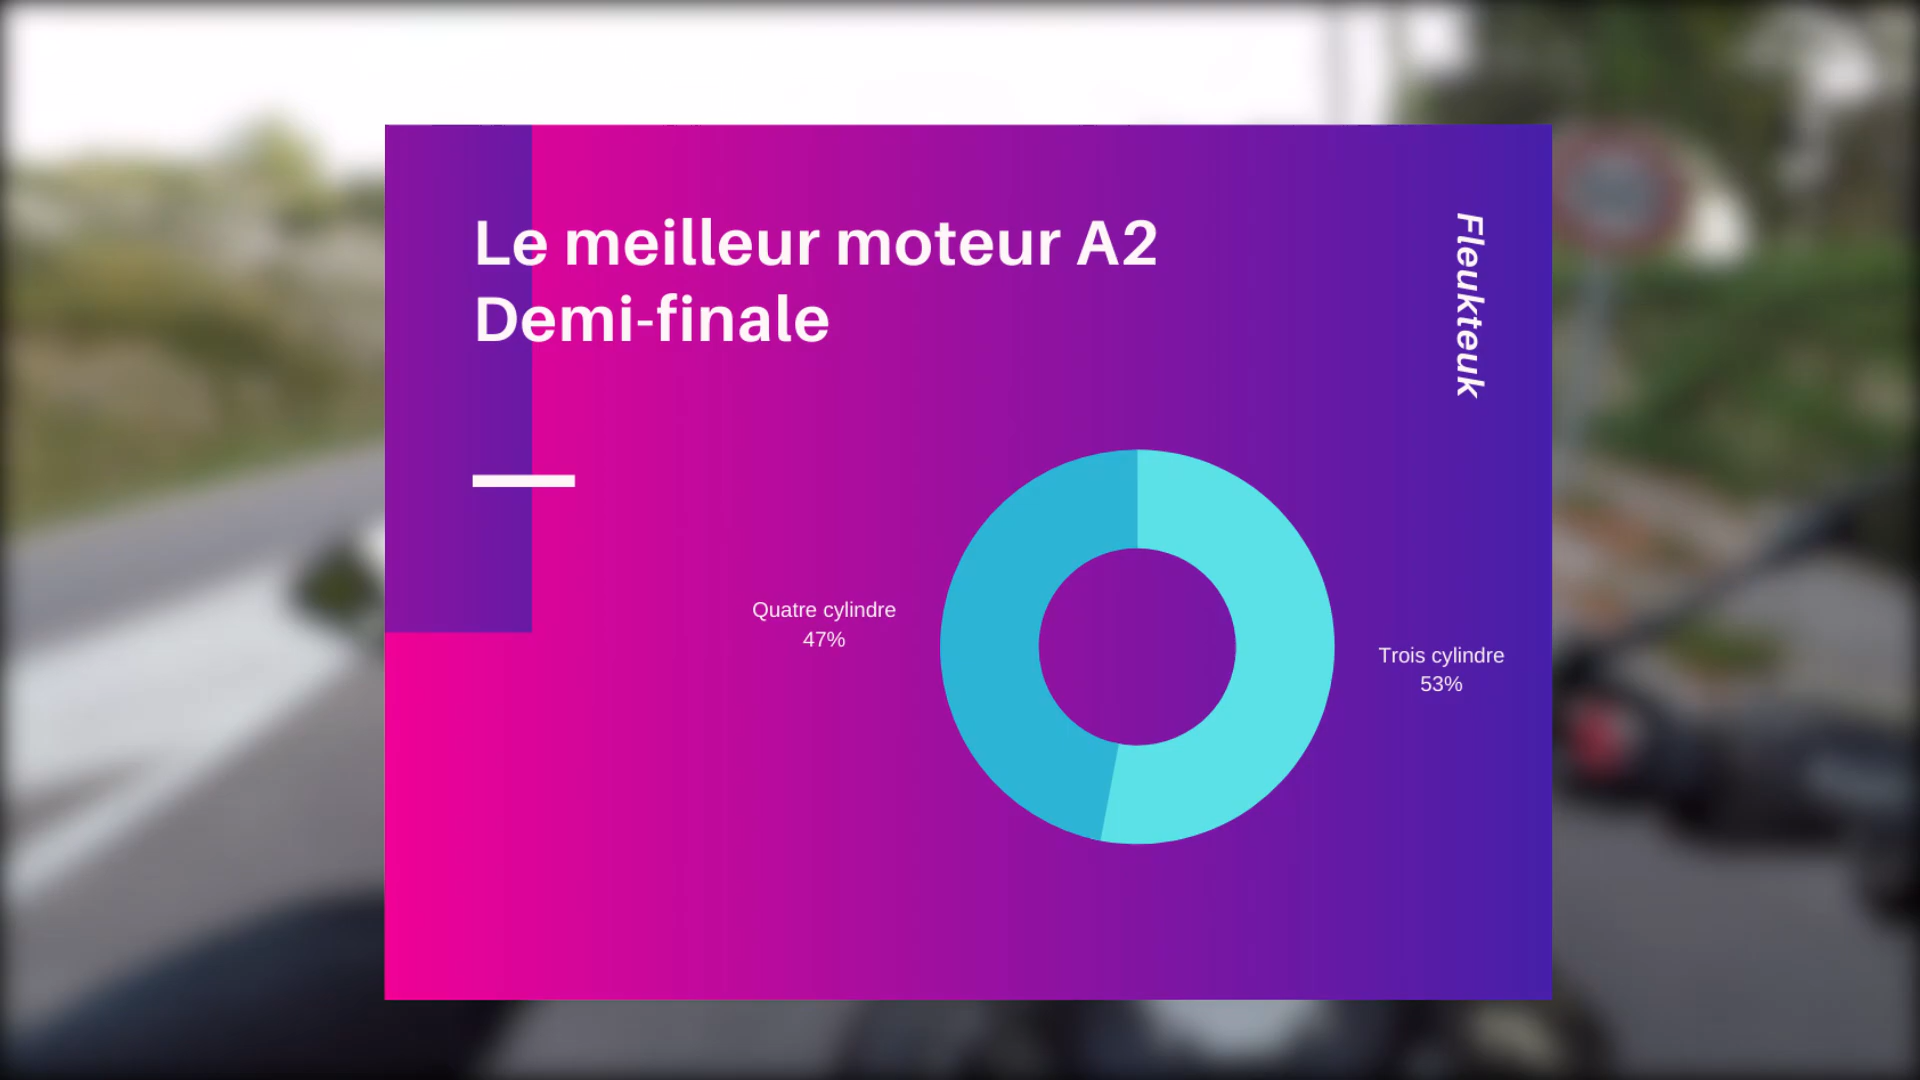 Le meilleur moteur A2
Demi-finale
Fleukteuk
Quatre cylindre
47%
Trois cylindre
53%